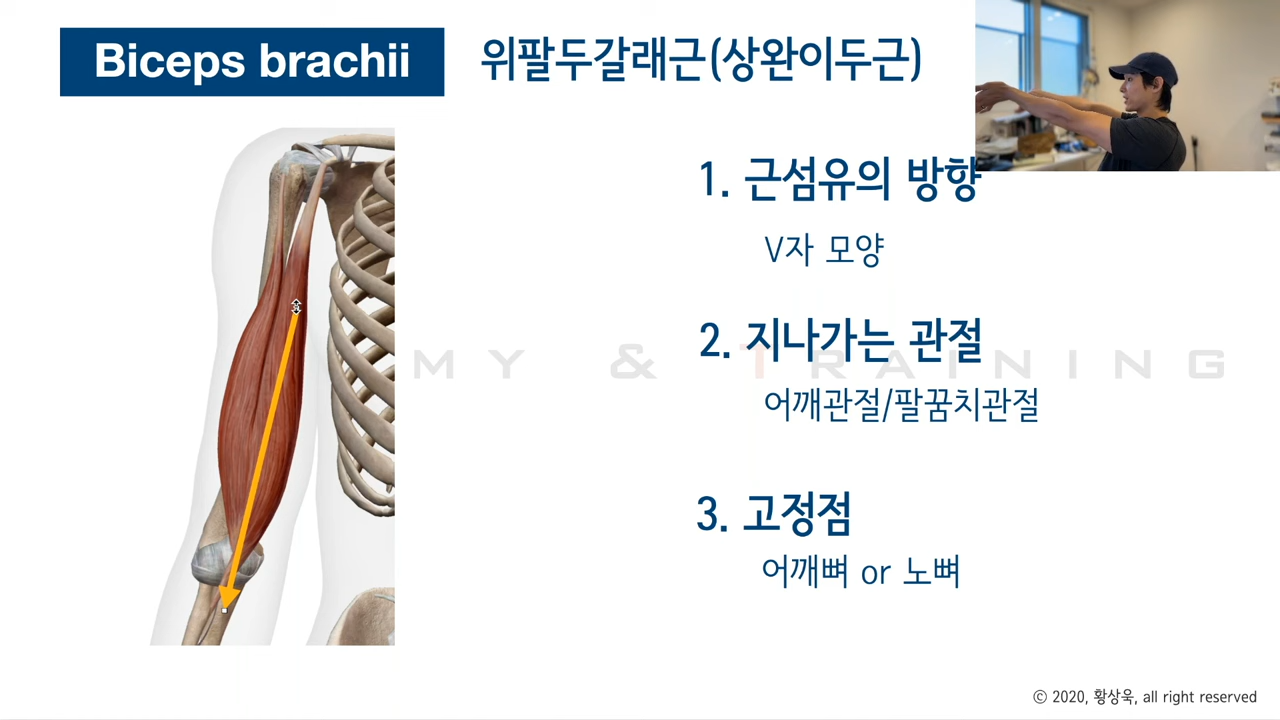 Biceps brachii
위팔두갈래근(상완이두근)
1. 근섬유의 방향
V자 모양
2. 지나가는 관절
MY & TRAINING
어깨관절/팔꿈치관절
3. 고정점
어깨뼈 or 노뼈
© 2020, 황상욱, all right reserved